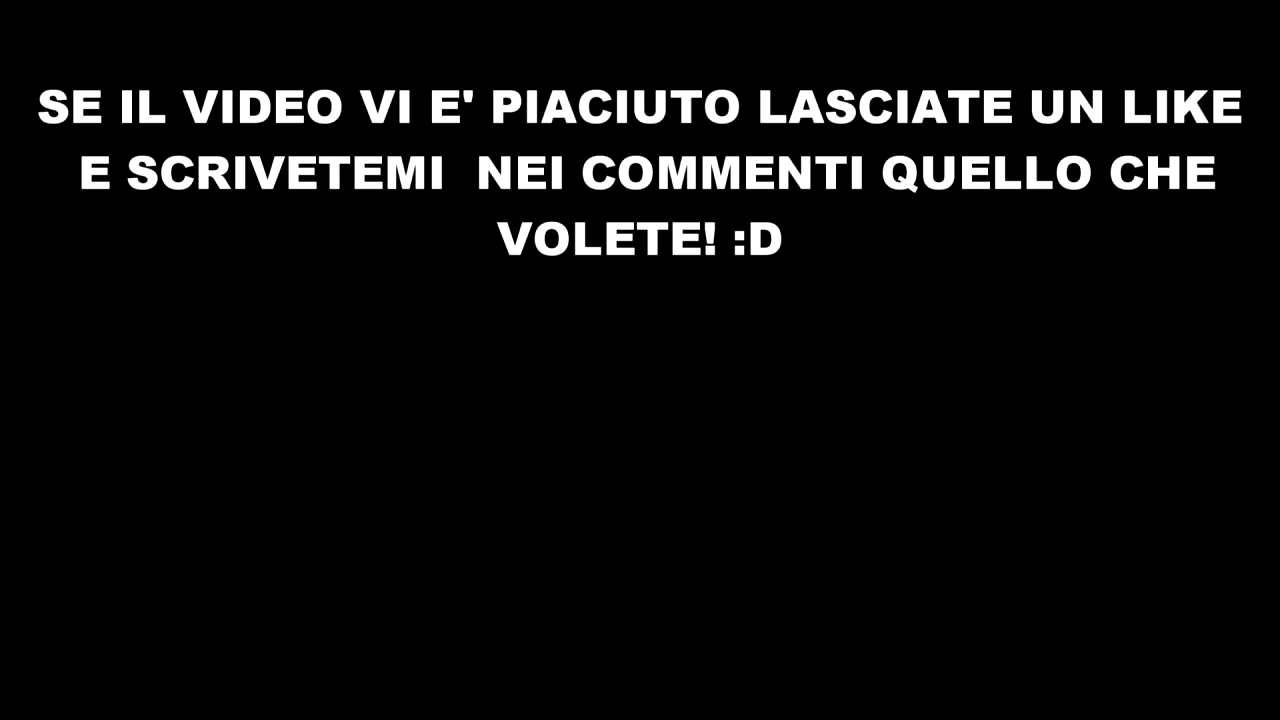 SE IL VIDEO VI E' PIACIUTO LASCIATE UN LIKE
E SCRIVETEMI  NEI COMMENTI QUELLO CHE
VOLETE! :D